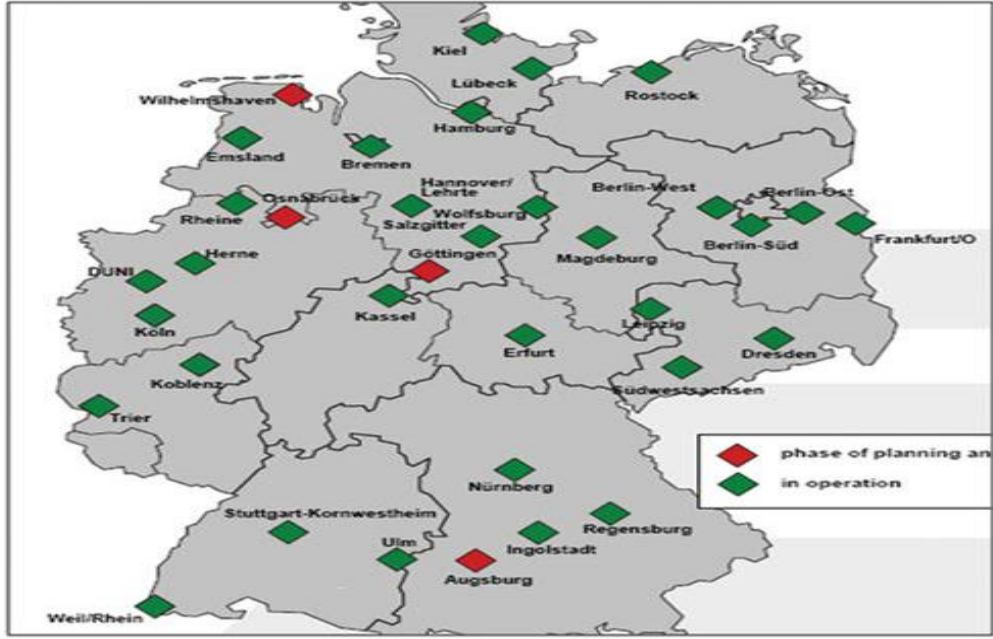 Kiel
Lübeck
Rostock
Wilhelmshaven
Hamburg
Emsland
Bremen
Hannover/
Lehrte
Berlin-West
Berlin-Ost
Osnabrück
Rheine
Wolfsburg
Salzgitter
Berlin-Süd
Frankfurt/O
Herne
Göttingen
Magdeburg
DUNI
Kassel
Leipzig
Köln
Erfurt
Dresden
Koblenz
Südwestsachsen
Trier
phase of planning an
in operation
Nürnberg
Stuttgart-Kornwestheim
Regensburg
Ulm
Ingolstadt
Augsburg
Weil/Rhein